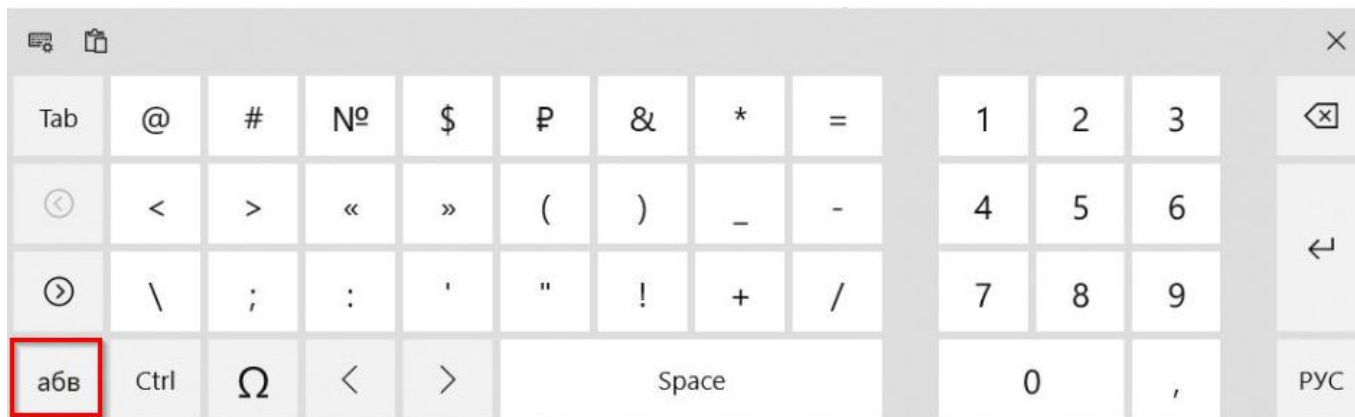 Tab @ # № $ ₽ & * = 1 2 3
< > « » ( ) _ - 4 5 6
\ ; : ' " ! + / 7 8 9
абв Ctrl Ω < > Space 0 , РУС